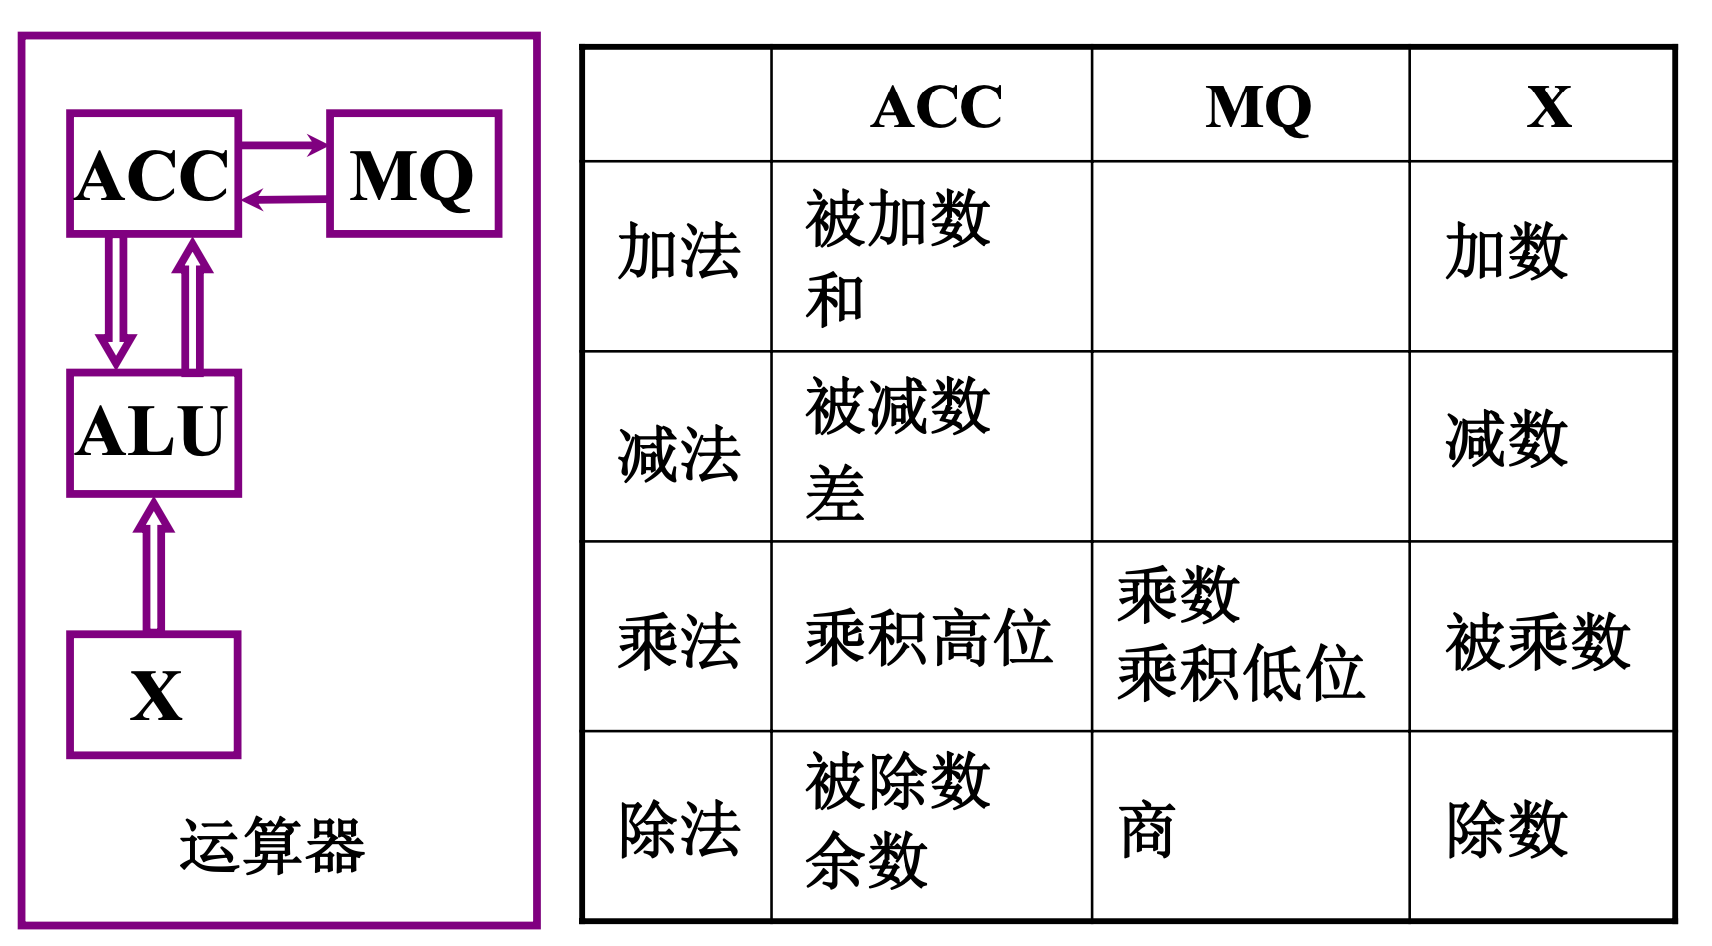 ACC
MQ
ALU
X
运算器
ACC MQ X
加法
被加数
和
加数
减法
被减数
差
减数
乘法
乘积高位
乘数
乘积低位
被乘数
除法
被除数
余数
商
除数